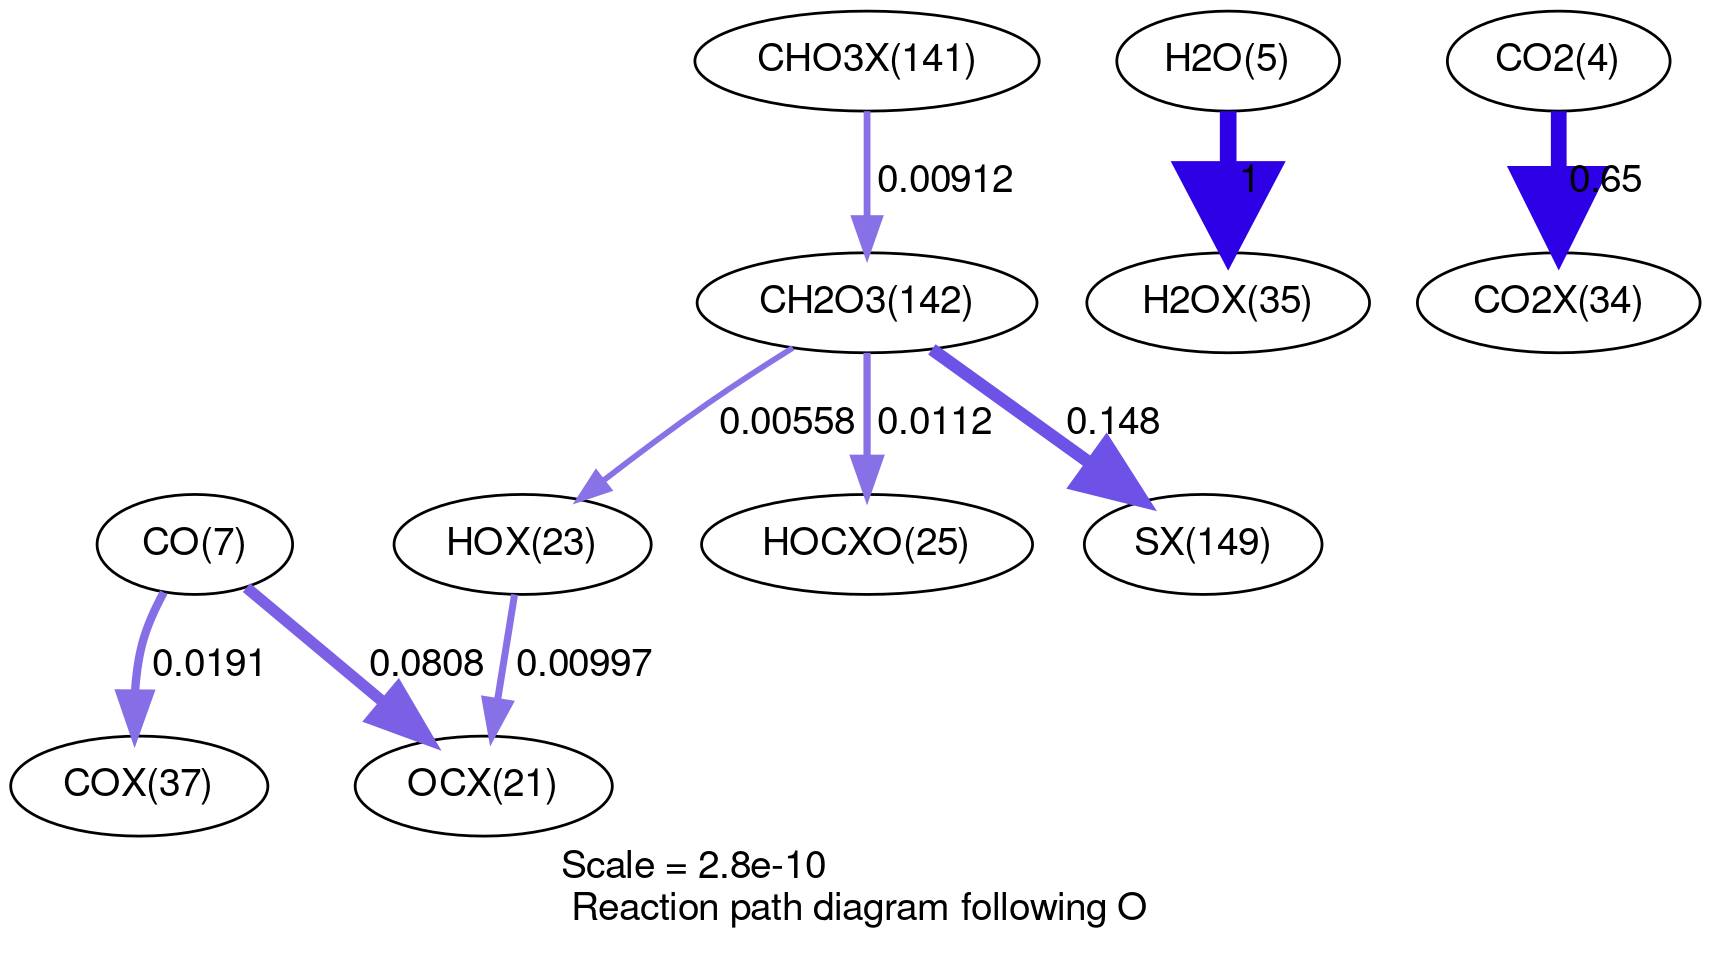 CHO3X(141)
H2O(5)
CO2(4)
0.00912
1
0.65
CH2O3(142)
H2OX(35)
CO2X(34)
0.00558
0.0112
0.148
CO(7)
HOX(23)
HOCXO(25)
SX(149)
0.0191
0.0808
0.00997
COX(37)
OCX(21)
Scale = 2.8e-10
Reaction path diagram following O